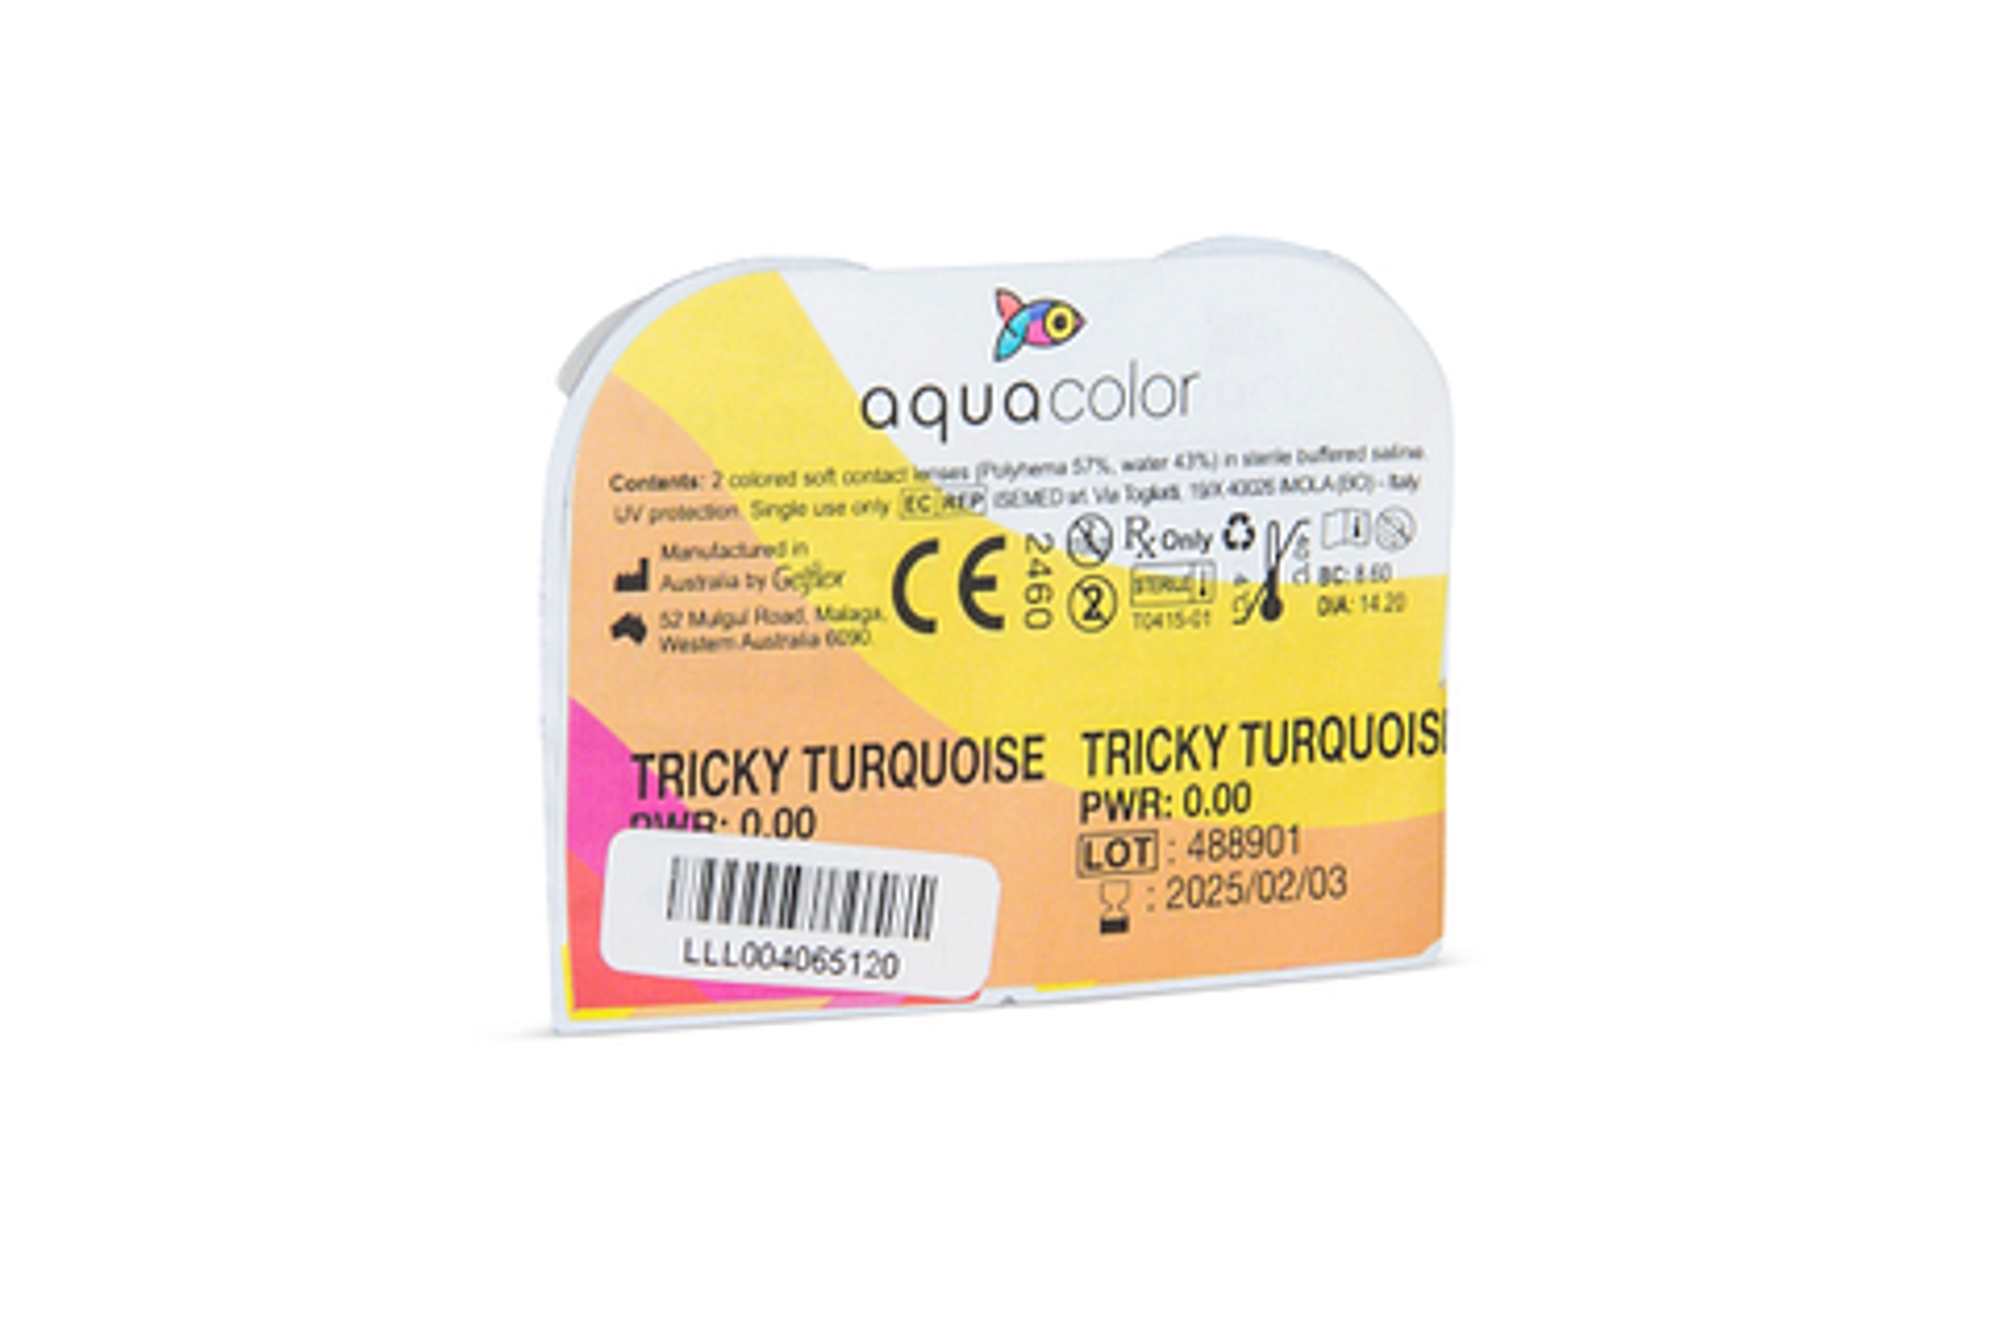 aquacolor
Contents: 2 colored soft contact lenses (Polyhema 57%, water 43%) in sterile buffered saline.
UV protection. Single use only. EC REP ISEMED srl. Via Togliatti, 19/X 40026 IMOLA (BO) - Italy
Manufactured in
Australia by Gelflex
52 Mulgul Road, Malaga,
Western Australia 6090.
CE 2460
Rx Only
2
STERILE
T0415-01
BC: 8.60
DIA: 14.20
TRICKY TURQUOISE
PWR: 0.00
LLL004065120
TRICKY TURQUOISE
PWR: 0.00
LOT : 488901
: 2025/02/03